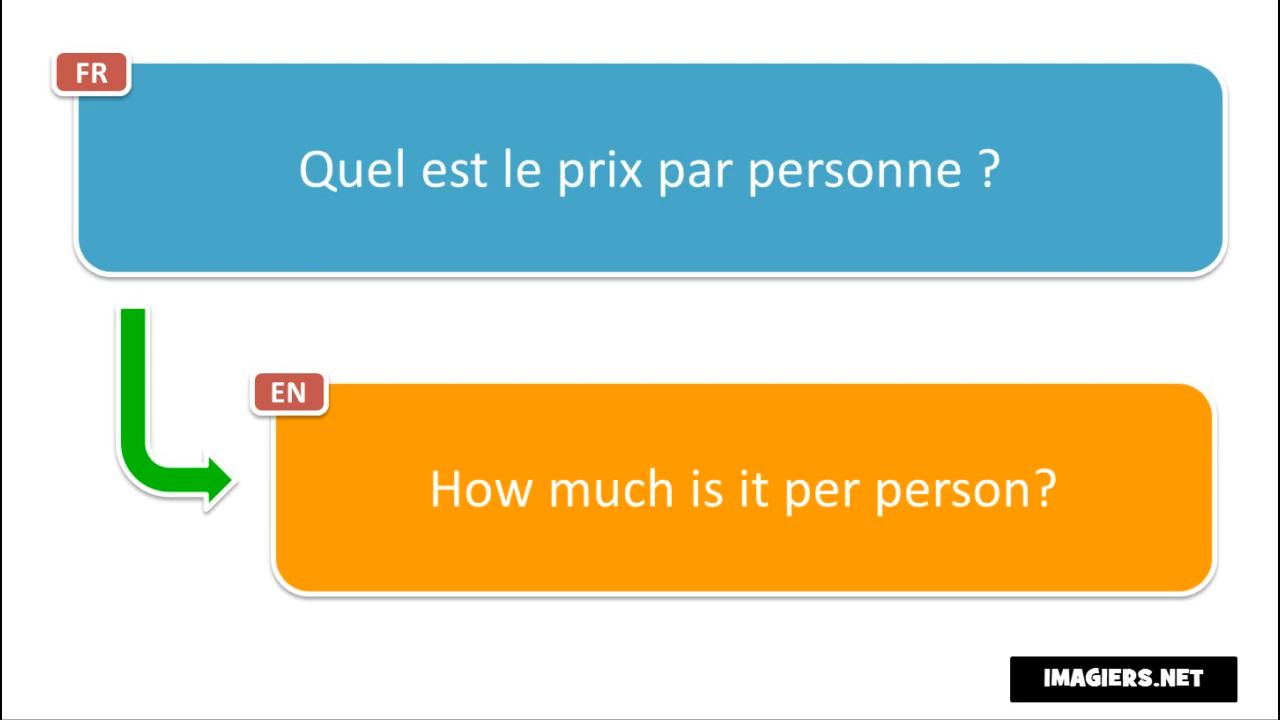 FR
Quel est le prix par personne ?
EN
How much is it per person?
IMAGIERS.NET